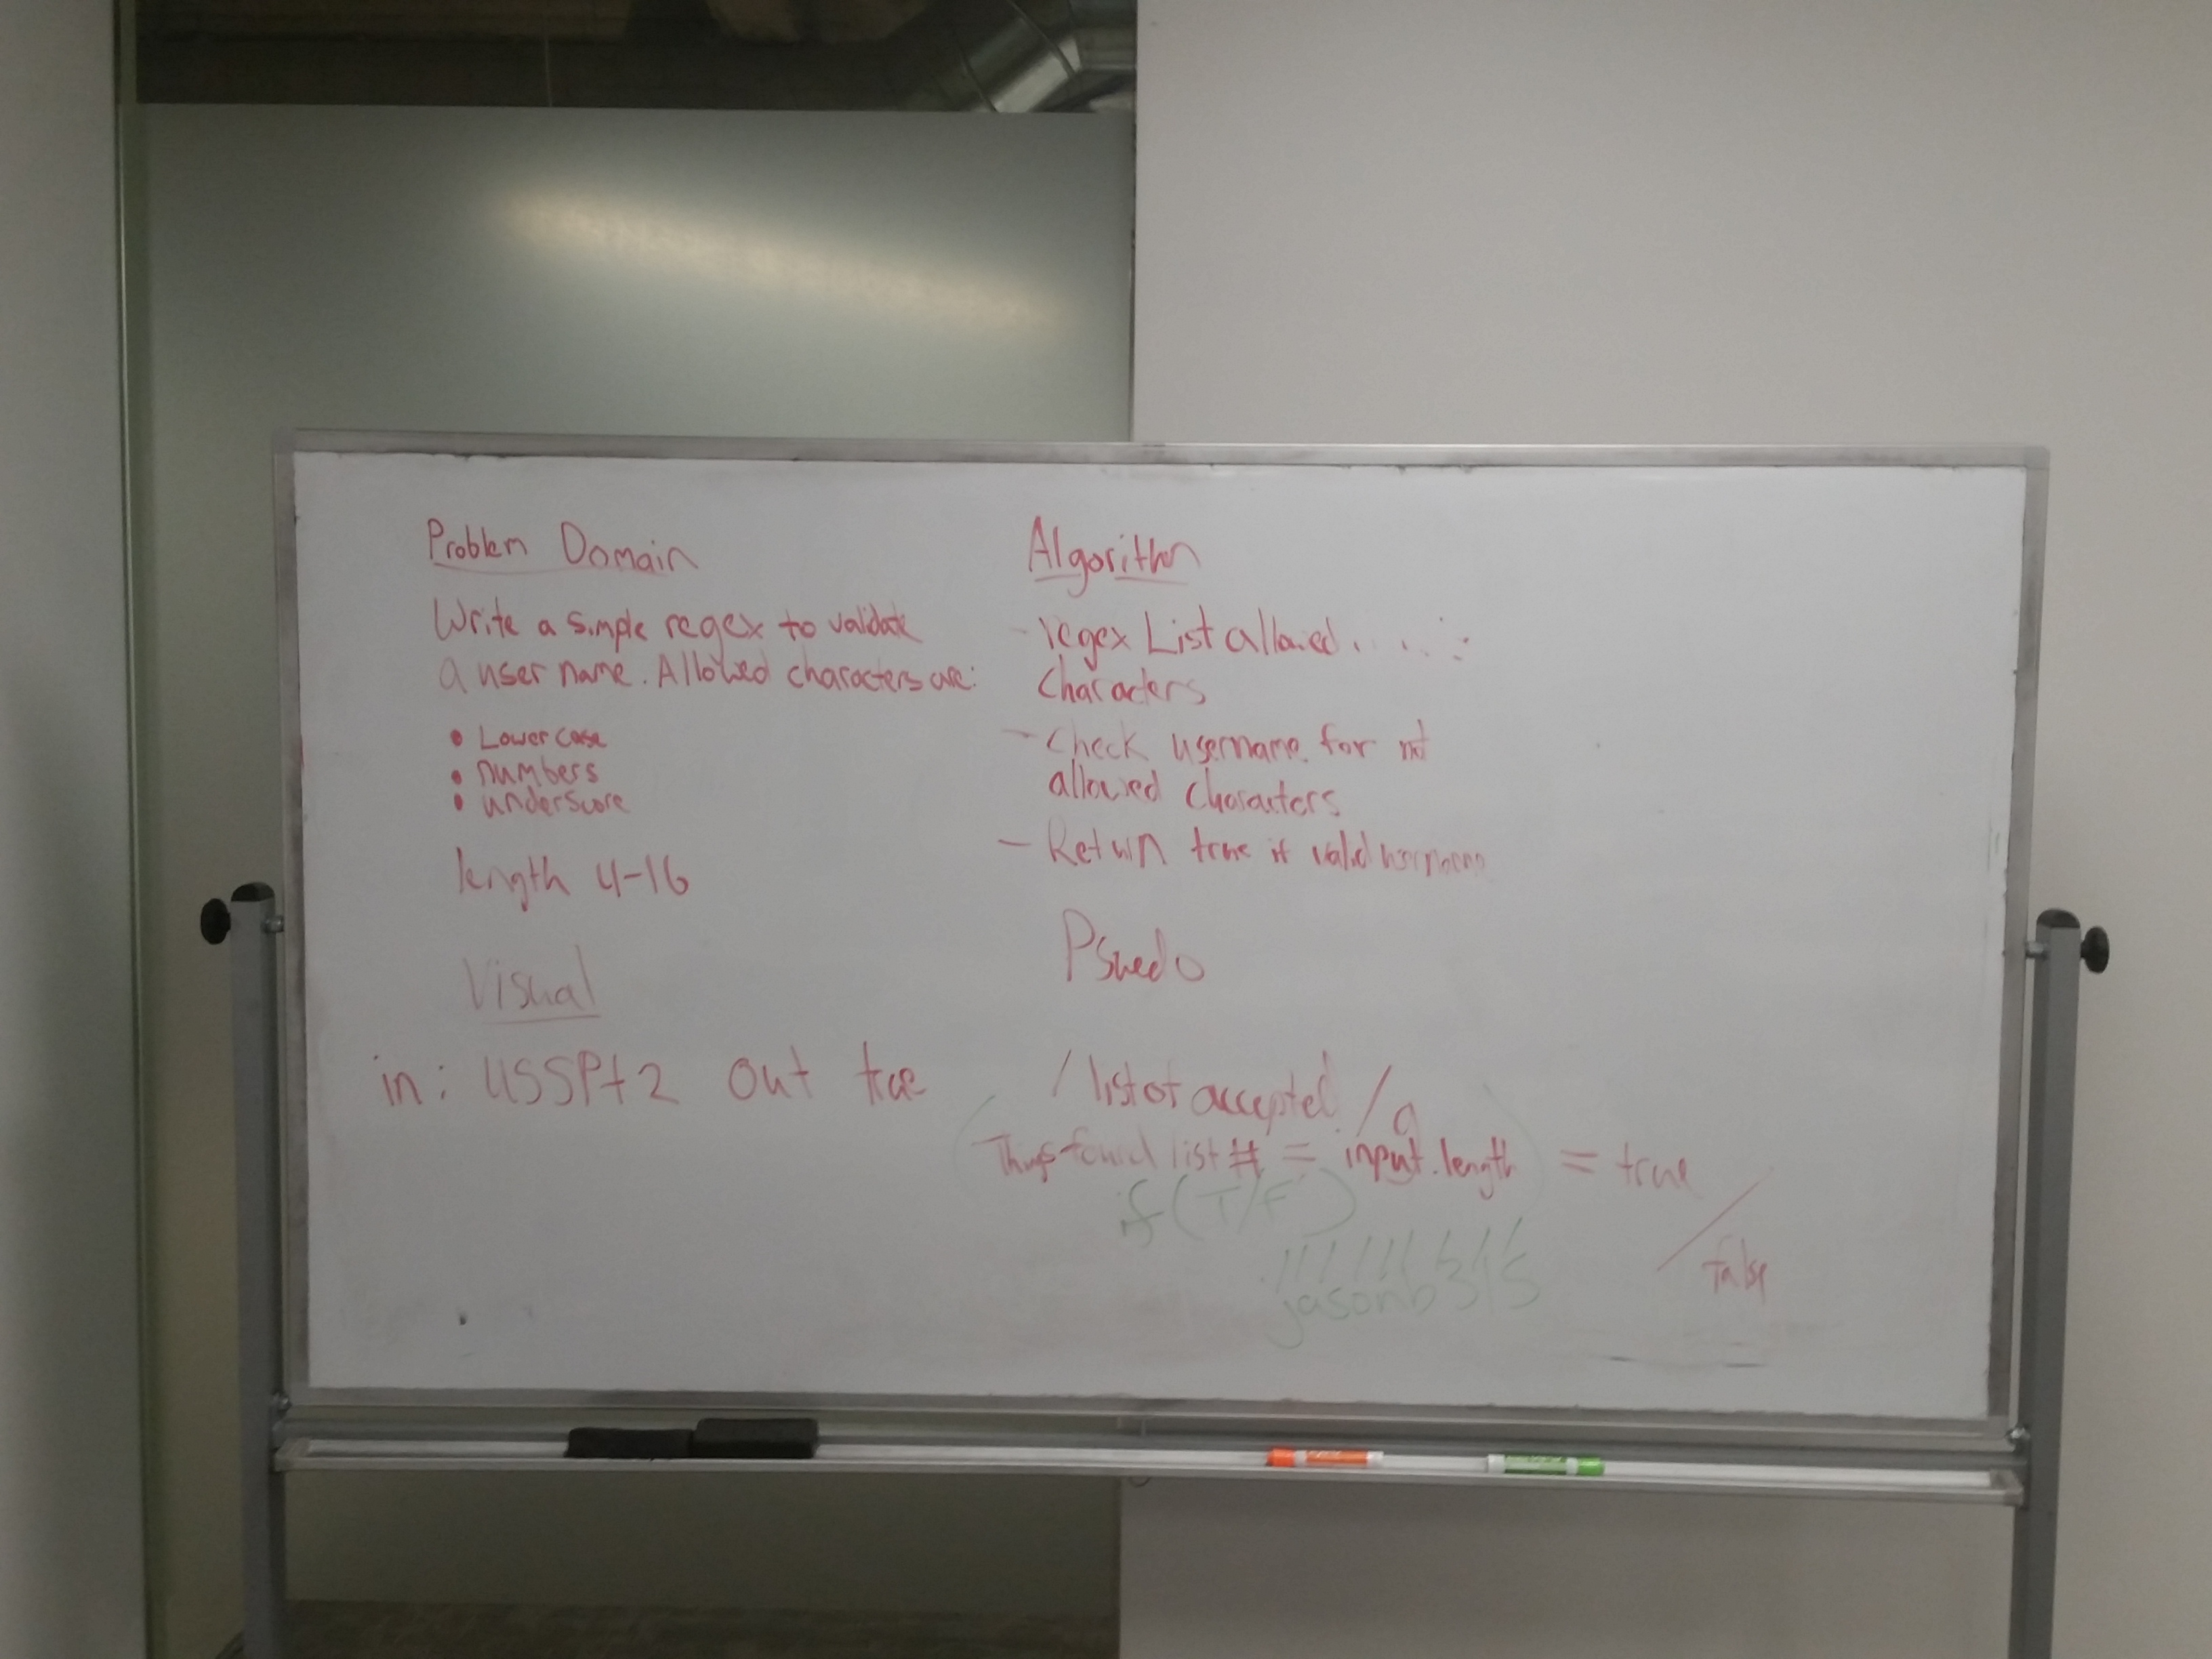 Problem Domain
Write a simple regex to validate
a user name. Allowed characters are:
• Lowercase
• numbers
• underscore
length 4-16
Visual
in: USSPt2 Out true
Algorithm
- regex List allowed
Characters
- Check username for not
allowed characters
- Return true if valid username
Psuedo
/ list of accepted / g
Things found list # = input.length = true
/ false
if (T/F)
jasonb315